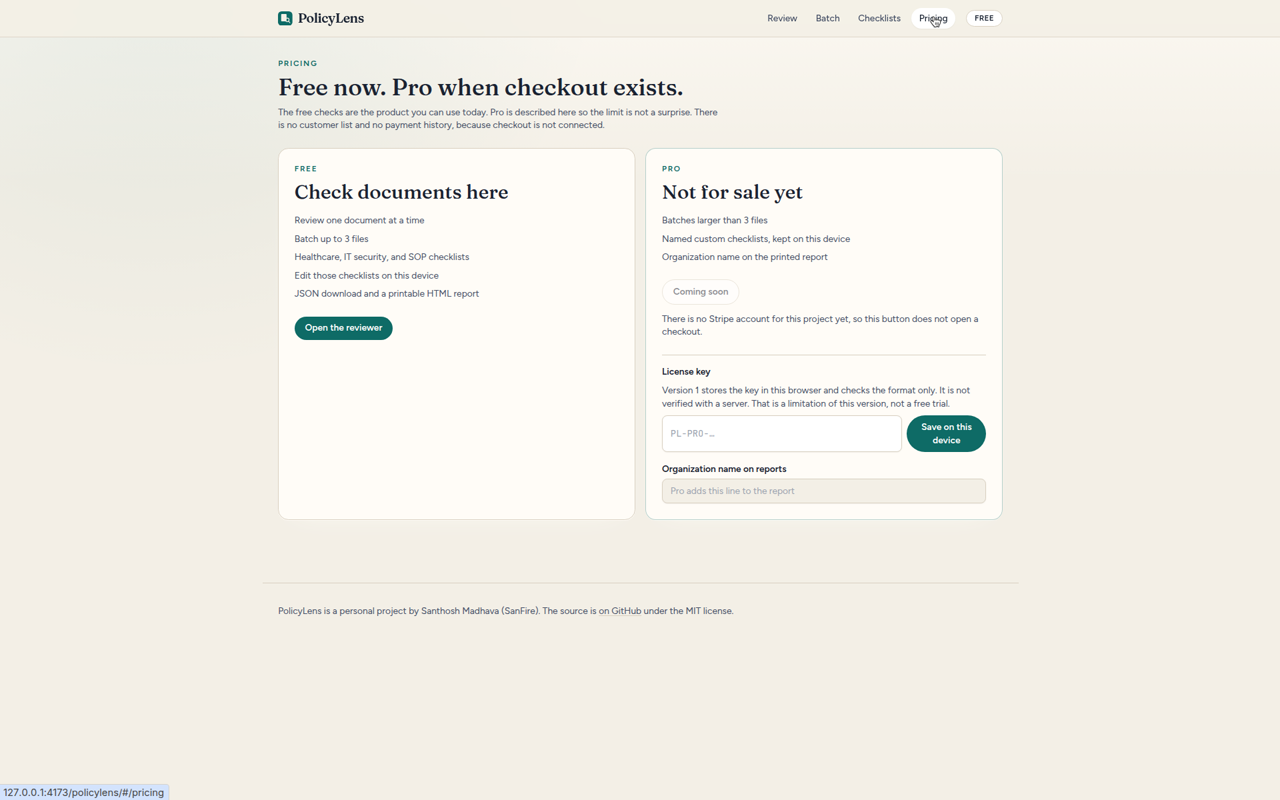 PolicyLens
Review
Batch
Checklists
Pricing
FREE
PRICING
Free now. Pro when checkout exists.
The free checks are the product you can use today. Pro is described here so the limit is not a surprise. There
is no customer list and no payment history, because checkout is not connected.
FREE
Check documents here
Review one document at a time
Batch up to 3 files
Healthcare, IT security, and SOP checklists
Edit those checklists on this device
JSON download and a printable HTML report
Open the reviewer
PRO
Not for sale yet
Batches larger than 3 files
Named custom checklists, kept on this device
Organization name on the printed report
Coming soon
There is no Stripe account for this project yet, so this button does not open a
checkout.
License key
Version 1 stores the key in this browser and checks the format only. It is not
verified with a server. That is a limitation of this version, not a free trial.
PL-PRO-…
Save on this
device
Organization name on reports
Pro adds this line to the report
PolicyLens is a personal project by Santhosh Madhava (SanFire). The source is on GitHub under the MIT license.
127.0.0.1:4173/policylens/#/pricing